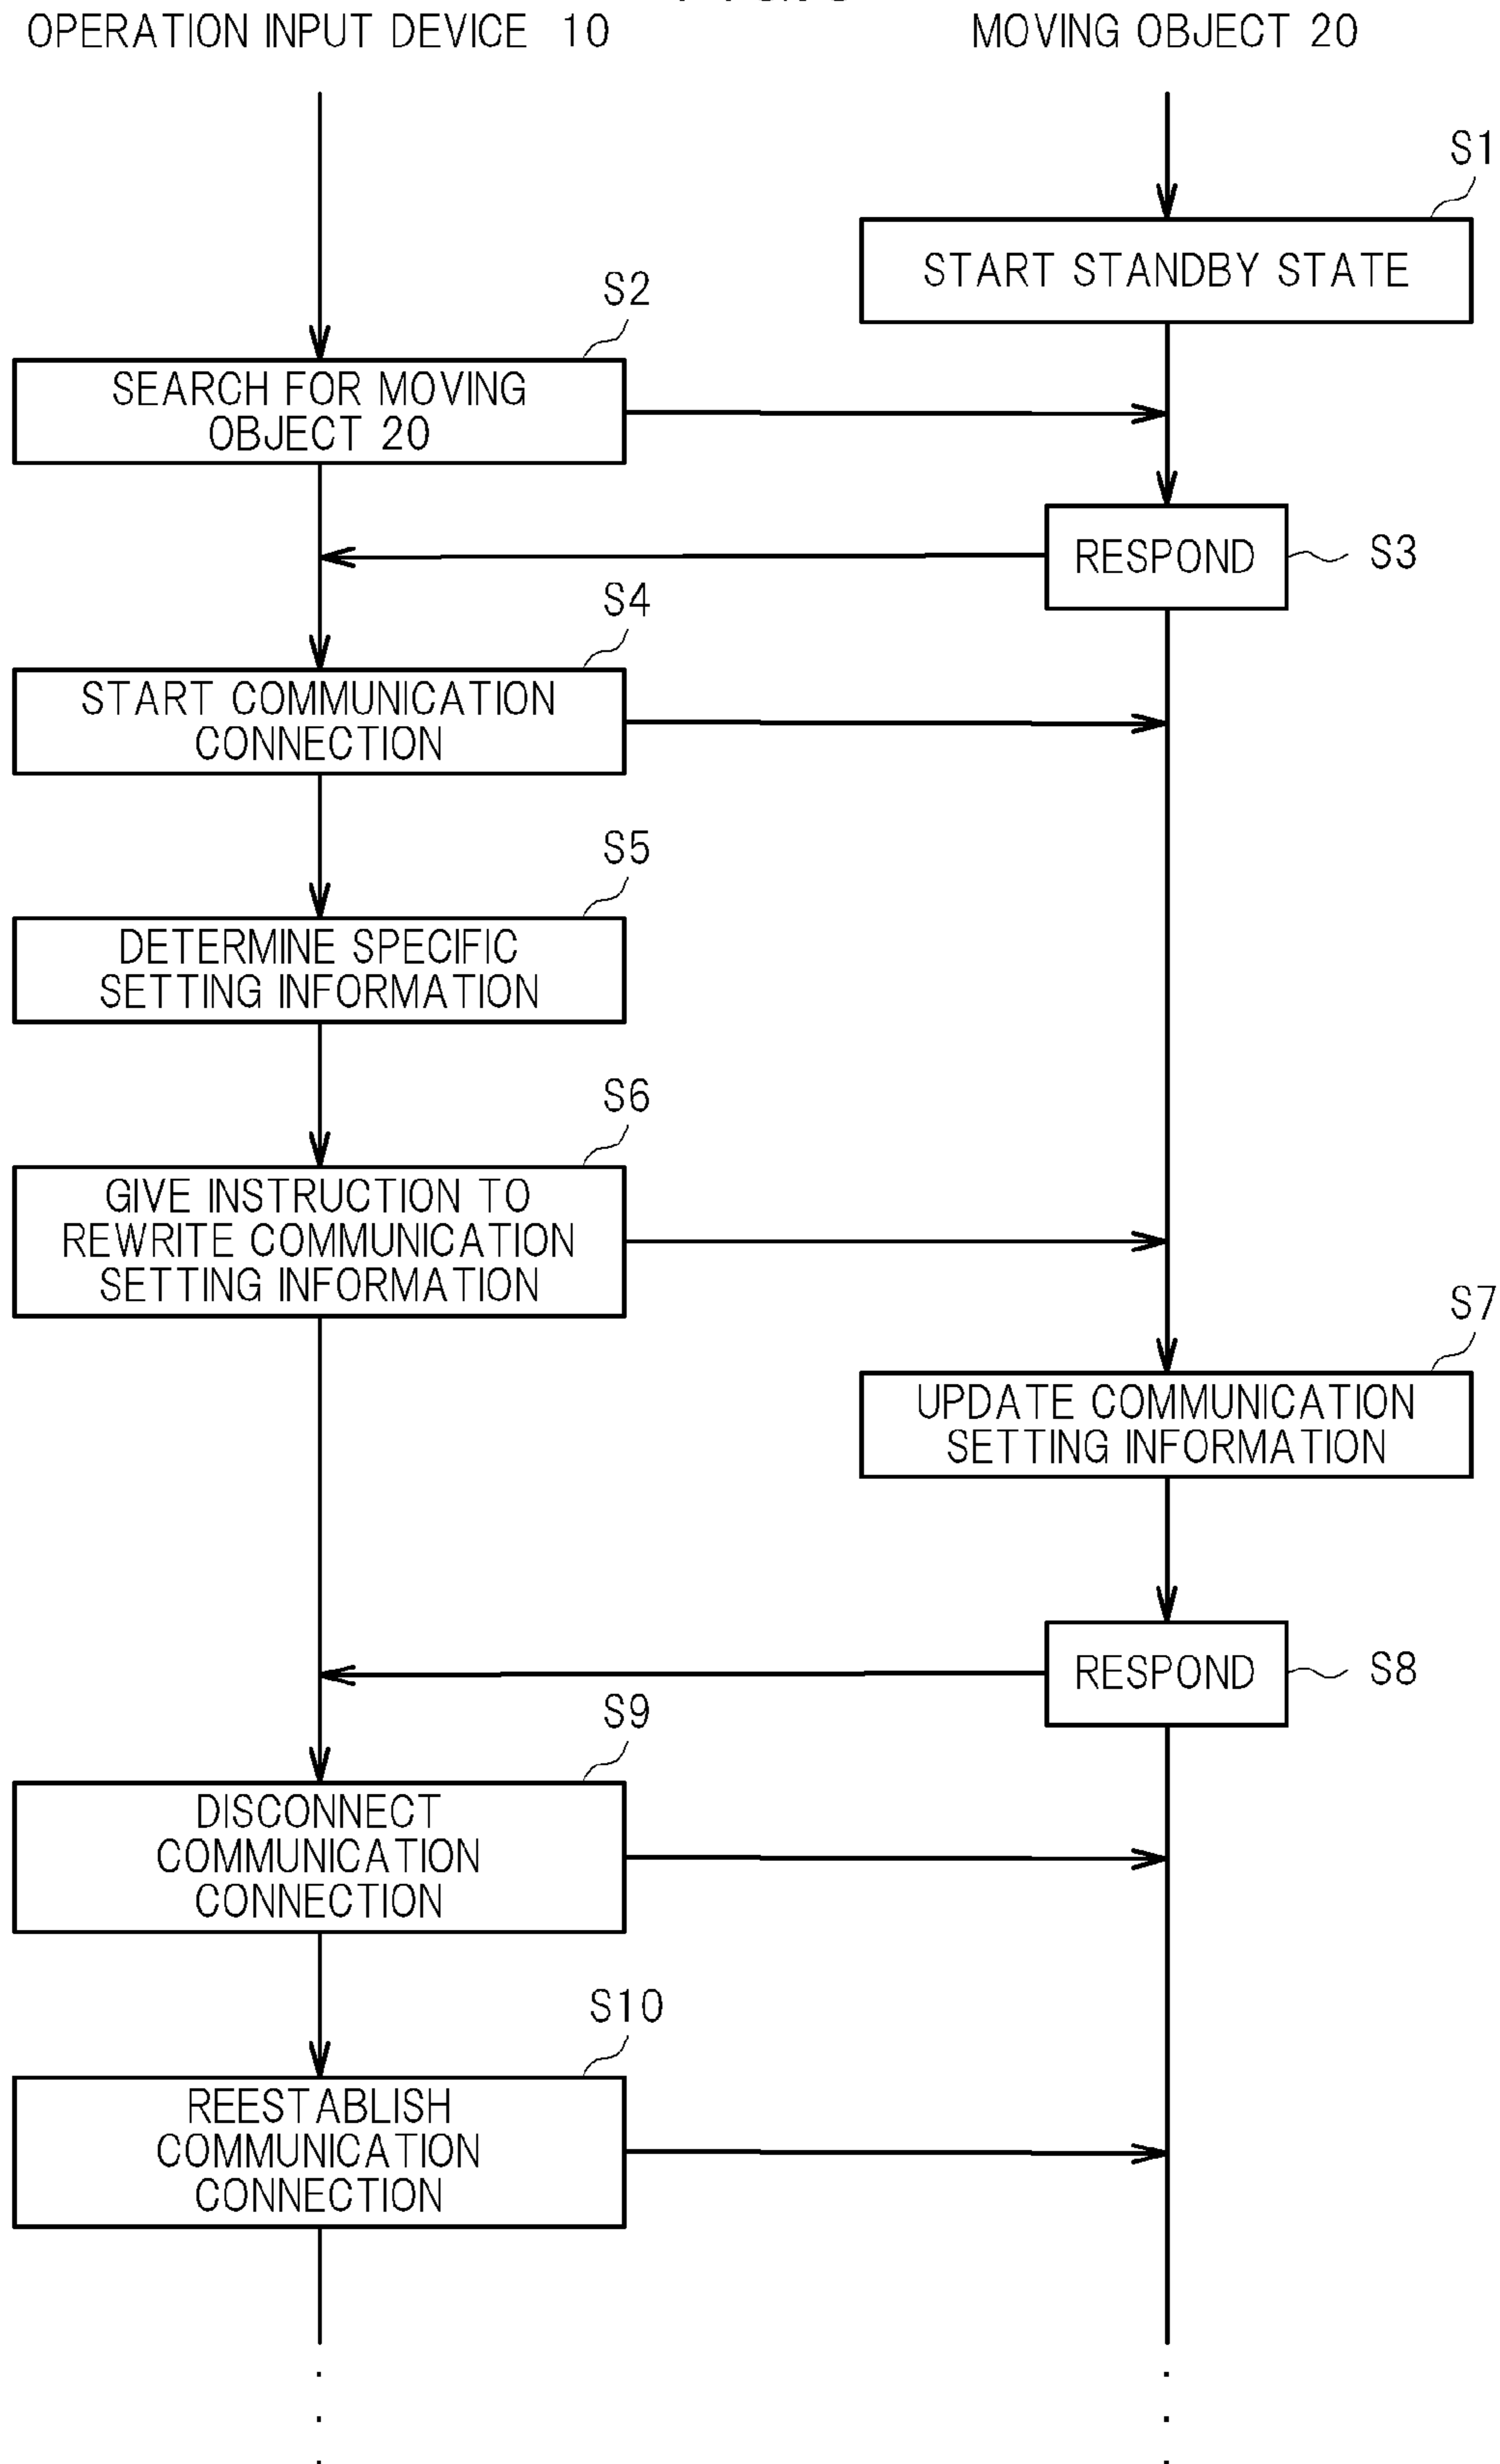 OPERATION INPUT DEVICE 10
MOVING OBJECT 20
S1
START STANDBY STATE
S2
SEARCH FOR MOVING
OBJECT 20
RESPOND
S3
S4
START COMMUNICATION
CONNECTION
S5
DETERMINE SPECIFIC
SETTING INFORMATION
S6
GIVE INSTRUCTION TO
REWRITE COMMUNICATION
SETTING INFORMATION
S7
UPDATE COMMUNICATION
SETTING INFORMATION
RESPOND
S8
S9
DISCONNECT
COMMUNICATION
CONNECTION
S10
REESTABLISH
COMMUNICATION
CONNECTION